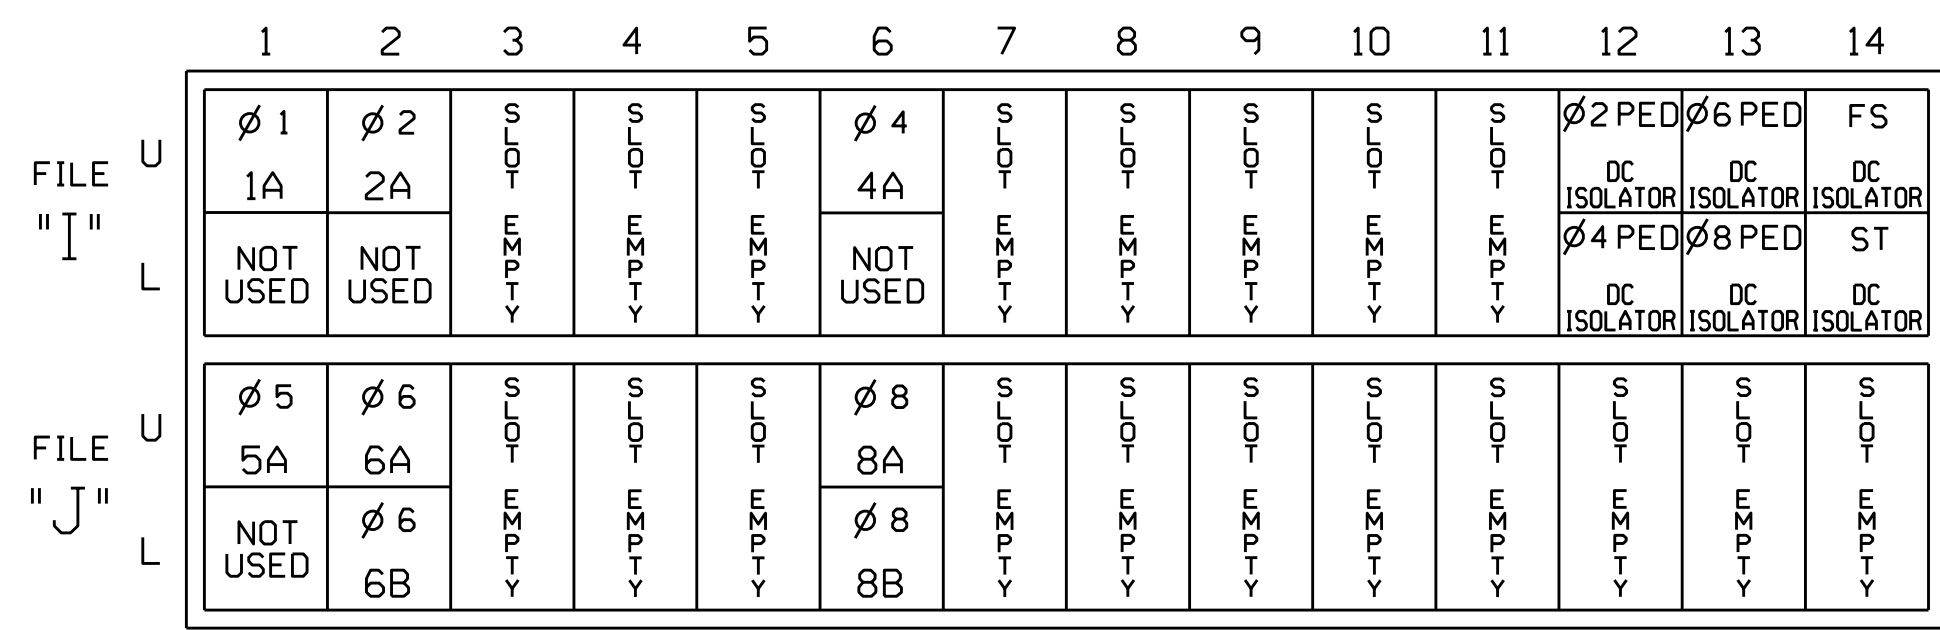 1 2 3 4 5 6 7 8 9 10 11 12 13 14
FILE "I"
U
Ø 1 Ø 2 SLOT EMPTY SLOT EMPTY SLOT EMPTY Ø 4 SLOT EMPTY SLOT EMPTY SLOT EMPTY SLOT EMPTY SLOT EMPTY Ø2 PED Ø6 PED FS
1A 2A 4A DC ISOLATOR DC ISOLATOR DC ISOLATOR
L
NOT USED NOT USED NOT USED Ø4 PED Ø8 PED ST
DC ISOLATOR DC ISOLATOR DC ISOLATOR
FILE "J"
U
Ø 5 Ø 6 SLOT EMPTY SLOT EMPTY SLOT EMPTY Ø 8 SLOT EMPTY SLOT EMPTY SLOT EMPTY SLOT EMPTY SLOT EMPTY SLOT EMPTY SLOT EMPTY SLOT EMPTY
5A 6A 8A
L
NOT USED Ø 6 Ø 8
6B 8B